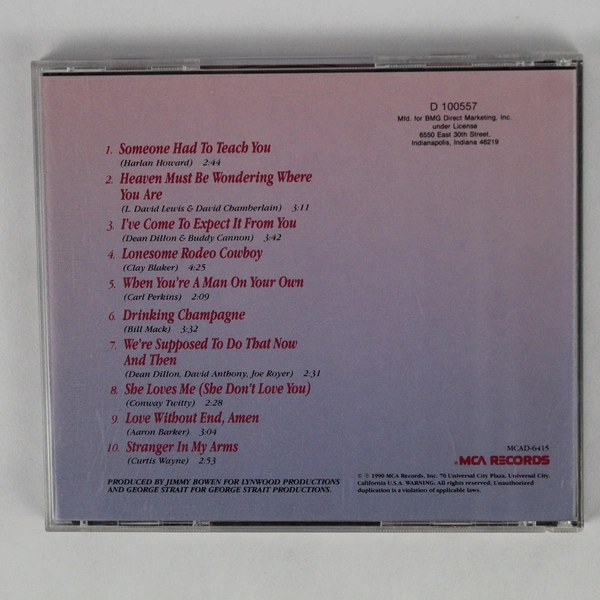 D 100557
Mfd. for BMG Direct Marketing, Inc.
under License
6550 East 30th Street,
Indianapolis, Indiana 46219
1. Someone Had To Teach You
(Harlan Howard) 2:44
2. Heaven Must Be Wondering Where
You Are
(L. David Lewis & David Chamberlain) 3:11
3. I've Come To Expect It From You
(Dean Dillon & Buddy Cannon) 3:42
4. Lonesome Rodeo Cowboy
(Clay Blaker) 4:25
5. When You're A Man On Your Own
(Carl Perkins) 2:09
6. Drinking Champagne
(Bill Mack) 3:32
7. We're Supposed To Do That Now
And Then
(Dean Dillon, David Anthony, Joe Royer) 2:31
8. She Loves Me (She Don't Love You)
(Conway Twitty) 2:28
9. Love Without End, Amen
(Aaron Barker) 3:04
10. Stranger In My Arms
(Curtis Wayne) 2:53
PRODUCED BY JIMMY BOWEN FOR LYNWOOD PRODUCTIONS
AND GEORGE STRAIT FOR GEORGE STRAIT PRODUCTIONS.
MCAD-6415
MCA RECORDS
© ℗ 1990 MCA Records, Inc. 70 Universal City Plaza, Universal City,
California U.S.A. WARNING: All rights reserved. Unauthorized
duplication is a violation of applicable laws.